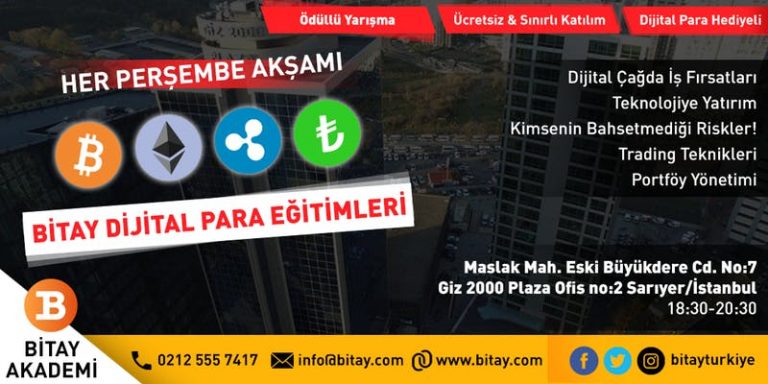 Ödüllü Yarışma
Ücretsiz & Sınırlı Katılım
Dijital Para Hediyeli
HER PERŞEMBE AKŞAMI
BİTAY DİJİTAL PARA EĞİTİMLERİ
Dijital Çağda İş Fırsatları
Teknolojiye Yatırım
Kimsenin Bahsetmediği Riskler!
Trading Teknikleri
Portföy Yönetimi
Maslak Mah. Eski Büyükdere Cd. No:7
Giz 2000 Plaza Ofis no:2 Sarıyer/İstanbul
18:30-20:30
BİTAY
AKADEMİ
0212 555 7417
info@bitay.com
www.bitay.com
bitayturkiye